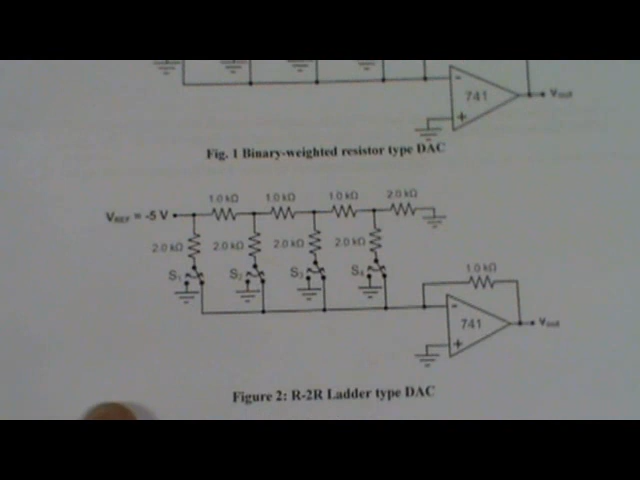 741
Vout
Fig. 1 Binary-weighted resistor type DAC
1.0 kΩ 1.0 kΩ 1.0 kΩ 2.0 kΩ
VREF = -5 V
2.0 kΩ 2.0 kΩ 2.0 kΩ 2.0 kΩ
S1 S2 S3 S4 1.0 kΩ
741 Vout
Figure 2: R-2R Ladder type DAC